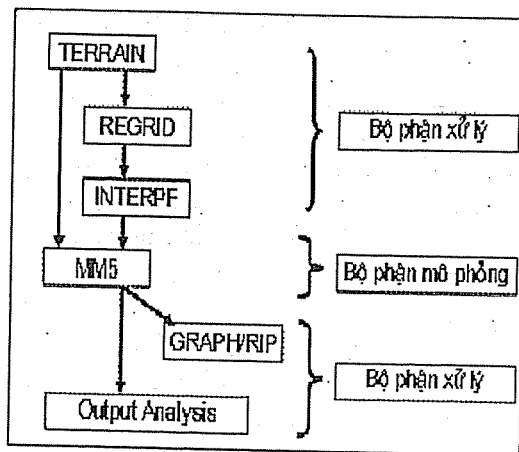 TERRAIN
REGRID
Bộ phận xử lý
INTERPF
MM5
Bộ phận mô phỏng
GRAPH/RIP
Bộ phận xử lý
Output Analysis